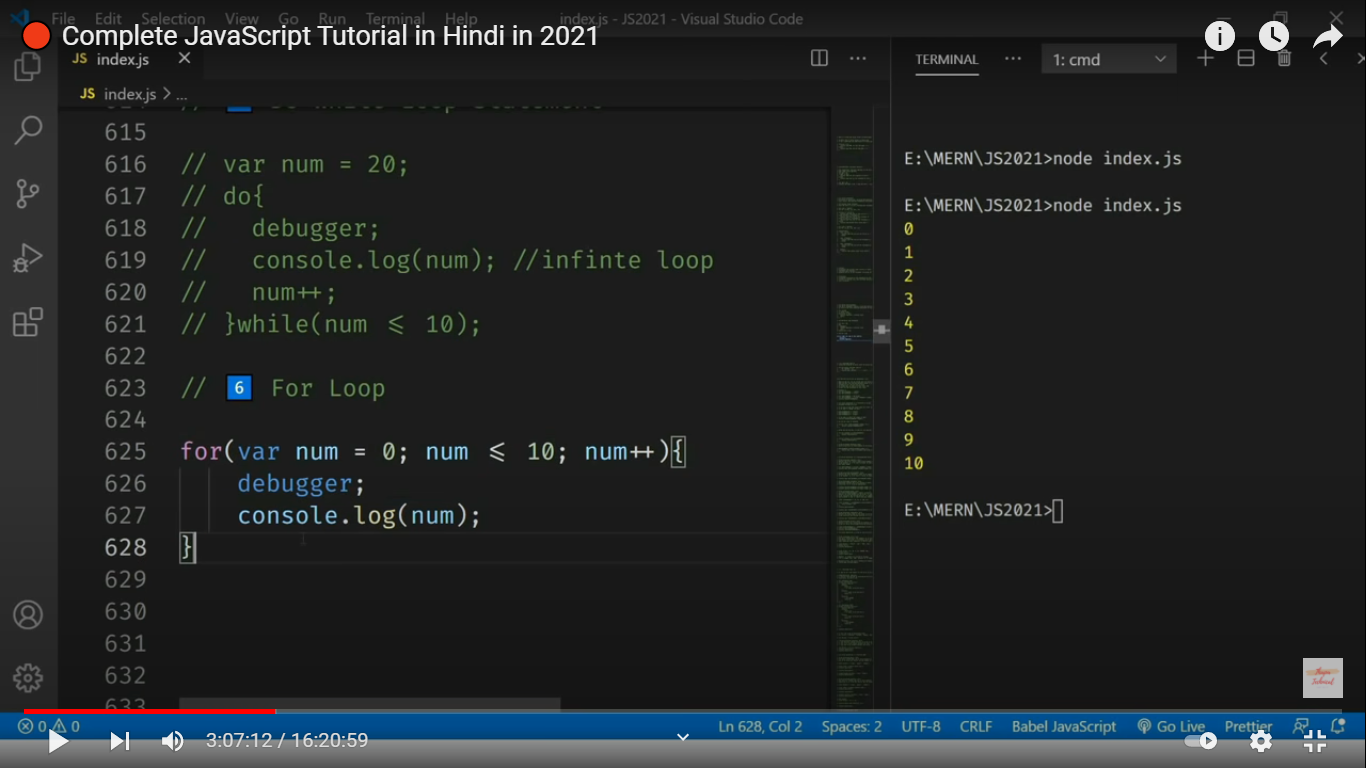 File Edit Selection View Go Run Terminal Help index.js - JS2021 - Visual Studio Code
Complete JavaScript Tutorial in Hindi in 2021
JS index.js
JS index.js > ...
615
616 // var num = 20;
617 // do{
618 //   debugger;
619 //   console.log(num); //infinte loop
620 //   num++;
621 // }while(num <= 10);
622
623 // 6 For Loop
624
625 for(var num = 0; num <= 10; num++){
626     debugger;
627     console.log(num);
628 }
629
630
631
632
633
TERMINAL ... 1: cmd
E:\MERN\JS2021>node index.js
E:\MERN\JS2021>node index.js
0
1
2
3
4
5
6
7
8
9
10
E:\MERN\JS2021>
0 0 Ln 628, Col 2 Spaces: 2 UTF-8 CRLF Babel JavaScript Go Live Prettier
3:07:12 / 16:20:59